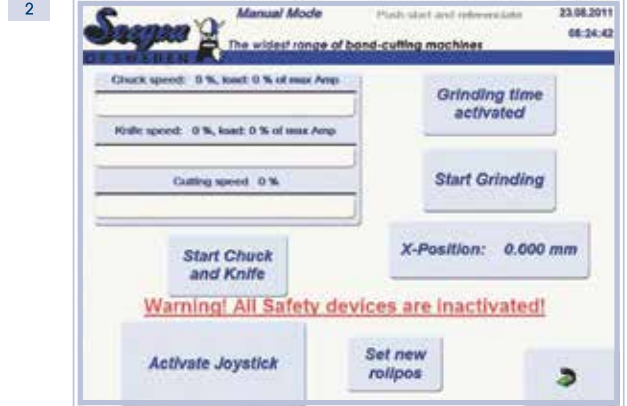 2
Manual Mode
Push start and referenciate
23.08.2011
08:24:42
Svegea
OF SWEDEN
The widest range of band-cutting machines
Chuck speed: 0 %, load: 0 % of max Amp
Knife speed: 0 %, load: 0 % of max Amp
Cutting speed 0 %
Grinding time
activated
Start Grinding
X-Position: 0.000 mm
Start Chuck
and Knife
Warning! All Safety devices are inactivated!
Activate Joystick
Set new
rollpos